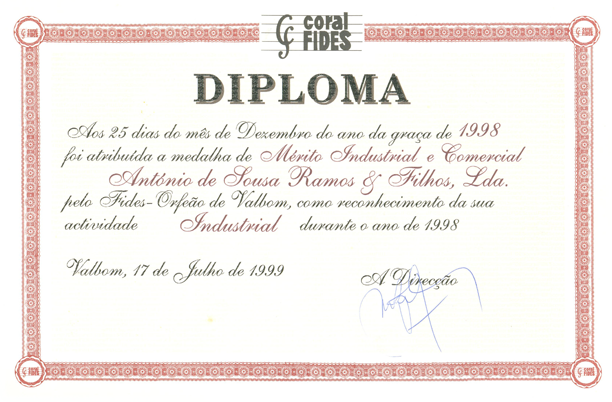 coral
FIDES
DIPLOMA
Aos 25 dias do mês de Dezembro do ano da graça de 1998
foi atribuída a medalha de Mérito Industrial e Comercial
António de Sousa Ramos & Filhos, Lda.
pelo Fides-Orfeão de Valbom, como reconhecimento da sua
actividade Industrial durante o ano de 1998
Valbom, 17 de Julho de 1999
A Direcção